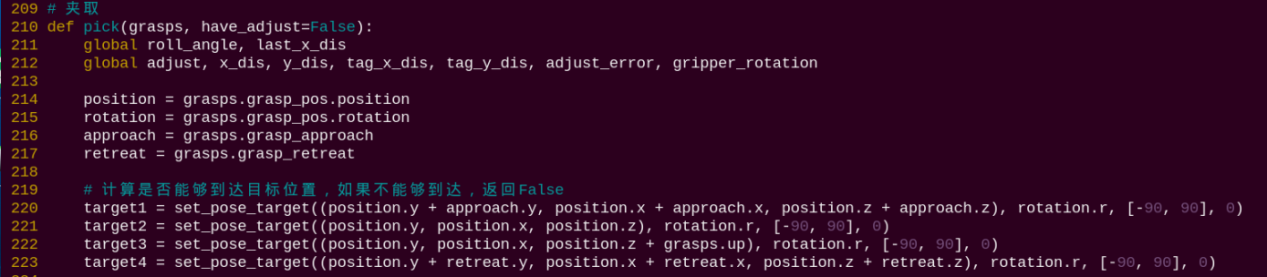 209 # 夹取
210 def pick(grasps, have_adjust=False):
211     global roll_angle, last_x_dis
212     global adjust, x_dis, y_dis, tag_x_dis, tag_y_dis, adjust_error, gripper_rotation
213
214     position = grasps.grasp_pos.position
215     rotation = grasps.grasp_pos.rotation
216     approach = grasps.grasp_approach
217     retreat = grasps.grasp_retreat
218
219     # 计算是否能够到达目标位置，如果不能够到达，返回False
220     target1 = set_pose_target((position.y + approach.y, position.x + approach.x, position.z + approach.z), rotation.r, [-90, 90], 0)
221     target2 = set_pose_target((position.y, position.x, position.z), rotation.r, [-90, 90], 0)
222     target3 = set_pose_target((position.y, position.x, position.z + grasps.up), rotation.r, [-90, 90], 0)
223     target4 = set_pose_target((position.y + retreat.y, position.x + retreat.x, position.z + retreat.z), rotation.r, [-90, 90], 0)